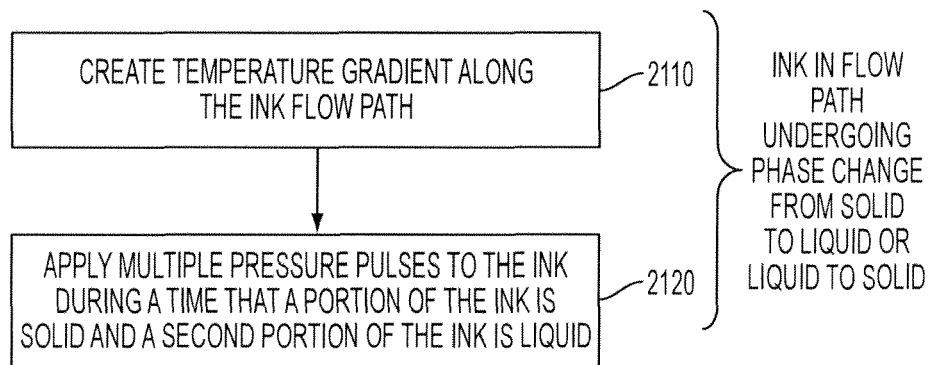 CREATE TEMPERATURE GRADIENT ALONG
THE INK FLOW PATH
2110
APPLY MULTIPLE PRESSURE PULSES TO THE INK
DURING A TIME THAT A PORTION OF THE INK IS
SOLID AND A SECOND PORTION OF THE INK IS LIQUID
2120
INK IN FLOW
PATH
UNDERGOING
PHASE CHANGE
FROM SOLID
TO LIQUID OR
LIQUID TO SOLID